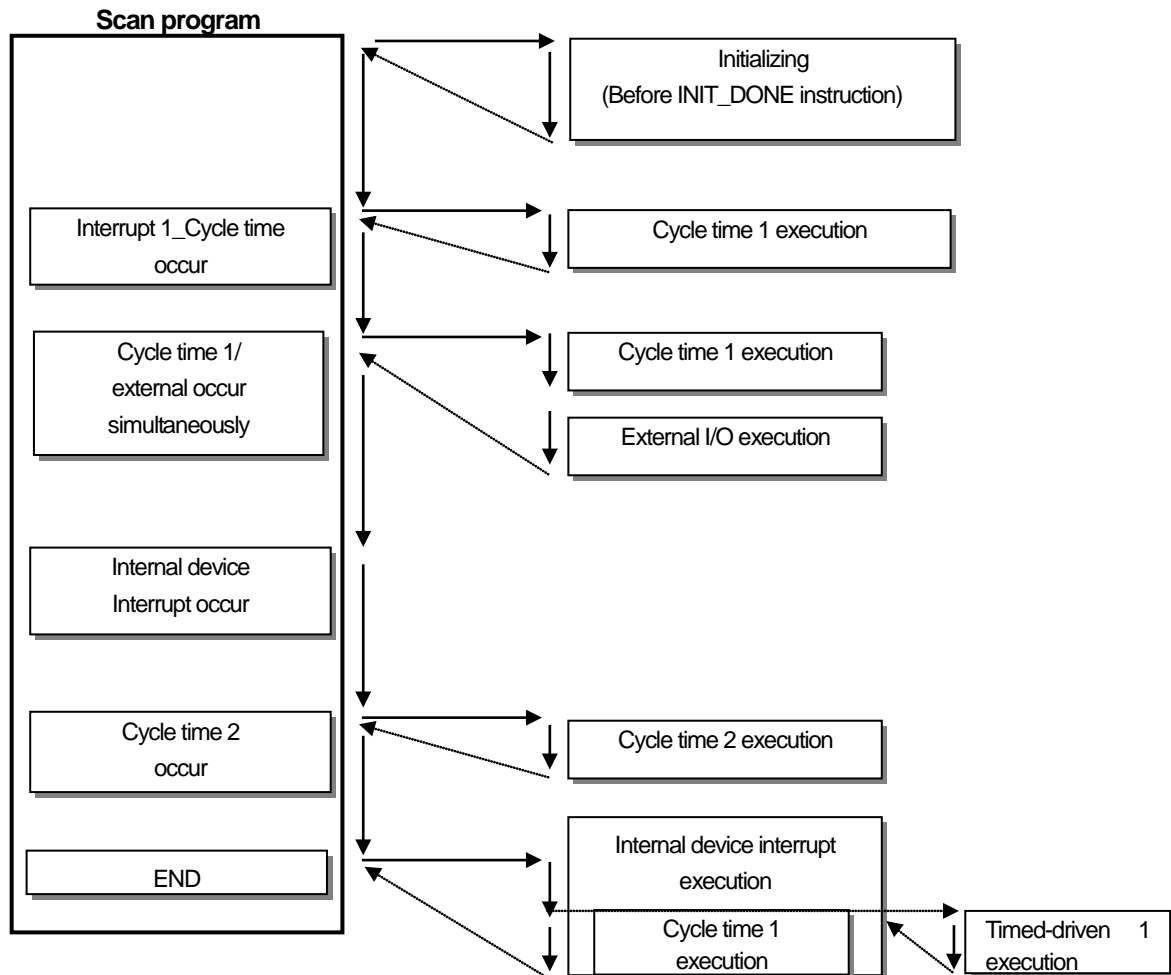 Scan program
Initializing
(Before INIT_DONE instruction)
Interrupt 1_Cycle time
occur
Cycle time 1 execution
Cycle time 1/
external occur
simultaneously
Cycle time 1 execution
External I/O execution
Internal device
Interrupt occur
Cycle time 2
occur
Cycle time 2 execution
END
Internal device interrupt
execution
Cycle time 1
execution
Timed-driven 1
execution